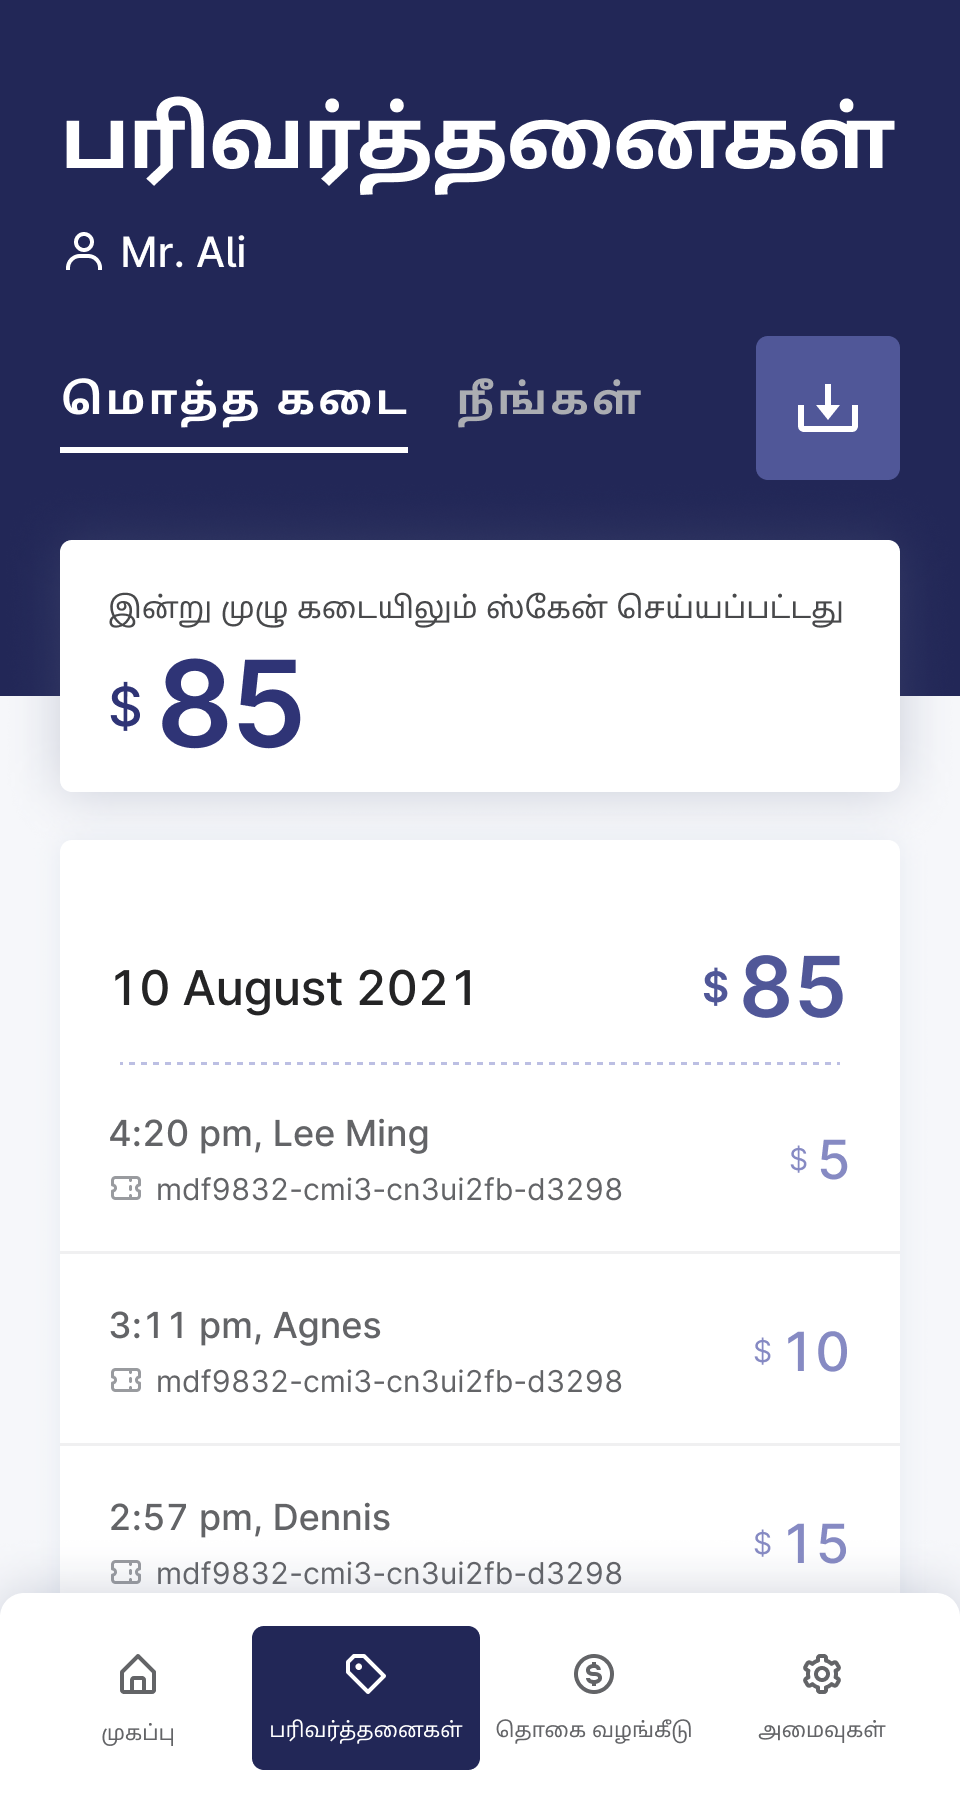 பரிவர்த்தனைகள்
Mr. Ali
மொத்த கடை நீங்கள்
இன்று முழு கடையிலும் ஸ்கேன் செய்யப்பட்டது
$ 85
10 August 2021 $ 85
4:20 pm, Lee Ming
mdf9832-cmi3-cn3ui2fb-d3298
$ 5
3:11 pm, Agnes
mdf9832-cmi3-cn3ui2fb-d3298
$ 10
2:57 pm, Dennis
mdf9832-cmi3-cn3ui2fb-d3298
$ 15
முகப்பு பரிவர்த்தனைகள் தொகை வழங்கீடு அமைவுகள்